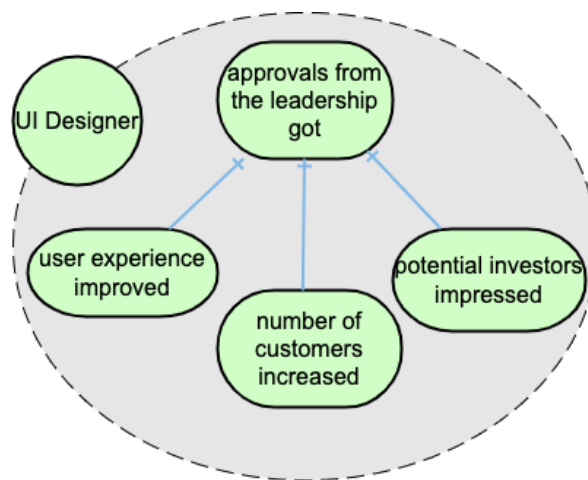 UI Designer
approvals from
the leadership
got
user experience
improved
number of
customers
increased
potential investors
impressed